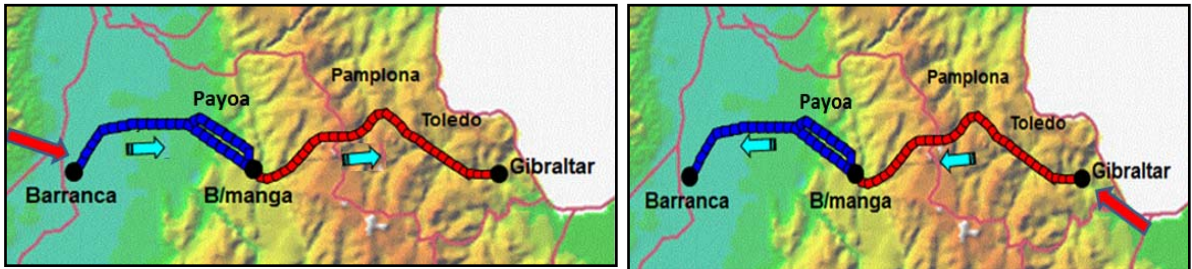 Pamplona
Payoa
Toledo
Gibraltar
Barranca
B/manga
Pamplona
Payoa
Toledo
Gibraltar
Barranca
B/manga